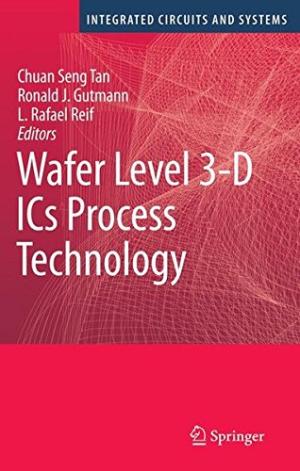 INTEGRATED CIRCUITS AND SYSTEMS
Chuan Seng Tan
Ronald J. Gutmann
L. Rafael Reif
Editors
Wafer Level 3-D
ICs Process
Technology
Springer